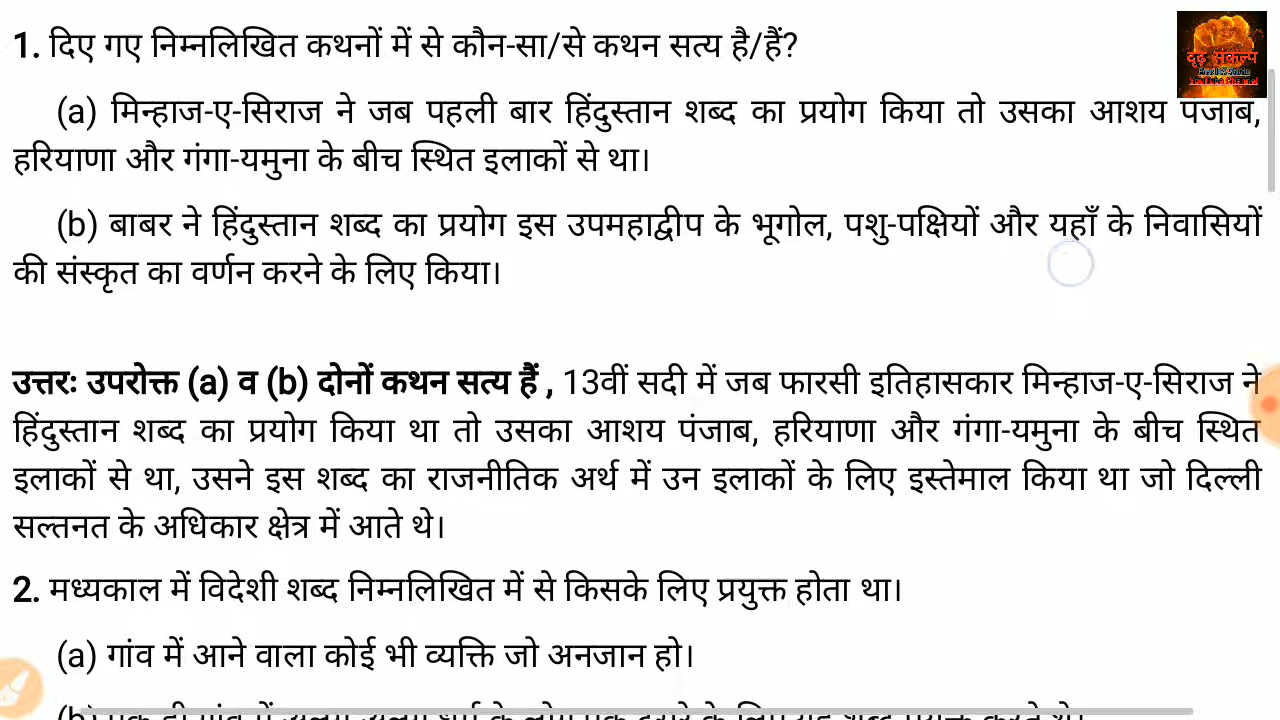 1. दिए गए निम्नलिखित कथनों में से कौन-सा/से कथन सत्य है/हैं?
दृढ़ संकल्प
(a) मिन्हाज-ए-सिराज ने जब पहली बार हिंदुस्तान शब्द का प्रयोग किया तो उसका आशय पंजाब,
हरियाणा और गंगा-यमुना के बीच स्थित इलाकों से था।
(b) बाबर ने हिंदुस्तान शब्द का प्रयोग इस उपमहाद्वीप के भूगोल, पशु-पक्षियों और यहाँ के निवासियों
की संस्कृत का वर्णन करने के लिए किया।
उत्तरः उपरोक्त (a) व (b) दोनों कथन सत्य हैं , 13वीं सदी में जब फारसी इतिहासकार मिन्हाज-ए-सिराज ने
हिंदुस्तान शब्द का प्रयोग किया था तो उसका आशय पंजाब, हरियाणा और गंगा-यमुना के बीच स्थित
इलाकों से था, उसने इस शब्द का राजनीतिक अर्थ में उन इलाकों के लिए इस्तेमाल किया था जो दिल्ली
सल्तनत के अधिकार क्षेत्र में आते थे।
2. मध्यकाल में विदेशी शब्द निम्नलिखित में से किसके लिए प्रयुक्त होता था।
(a) गांव में आने वाला कोई भी व्यक्ति जो अनजान हो।